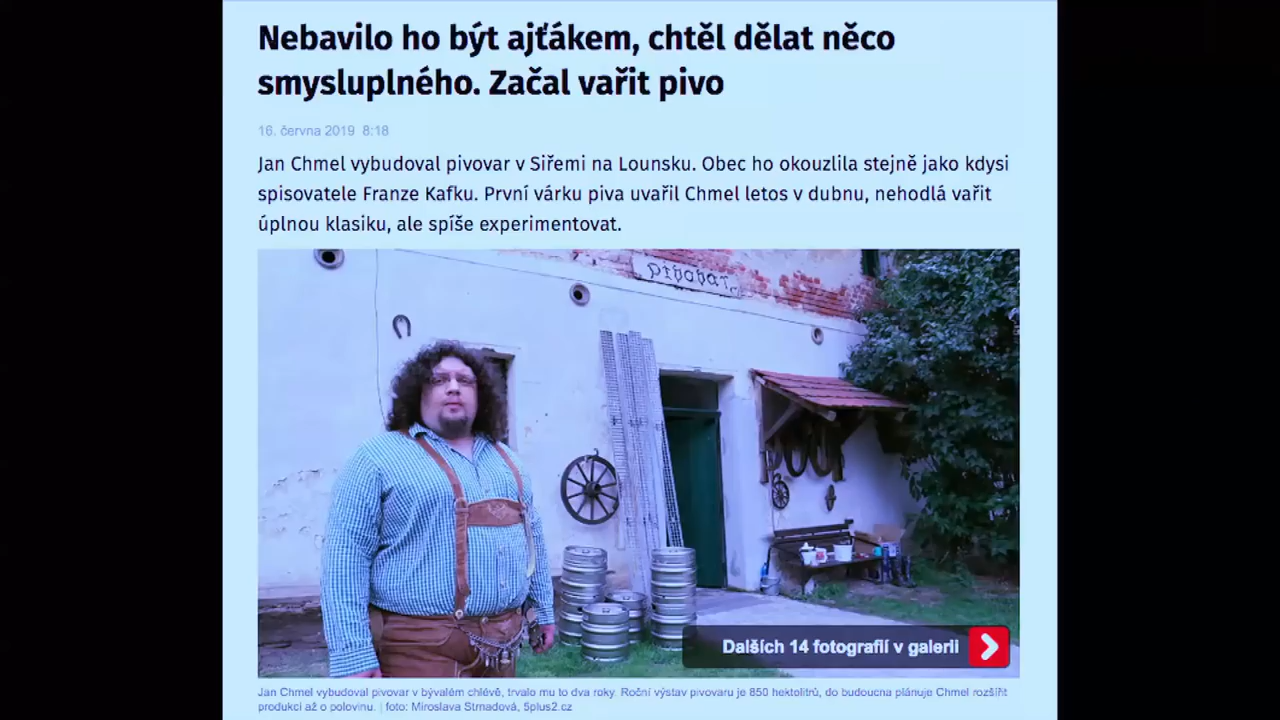 Nebavilo ho být ajťákem, chtěl dělat něco
smysluplného. Začal vařit pivo
16. června 2019 8:18
Jan Chmel vybudoval pivovar v Siřemi na Lounsku. Obec ho okouzlila stejně jako kdysi
spisovatele Franze Kafku. První várku piva uvařil Chmel letos v dubnu, nehodlá vařit
úplnou klasiku, ale spíše experimentovat.
pivovar
Dalších 14 fotografií v galerii
Jan Chmel vybudoval pivovar v bývalém chlévě, trvalo mu to dva roky. Roční výstav pivovaru je 850 hektolitrů, do budoucna plánuje Chmel rozšířit
produkci až o polovinu. | foto: Miroslava Strnadová, 5plus2.cz